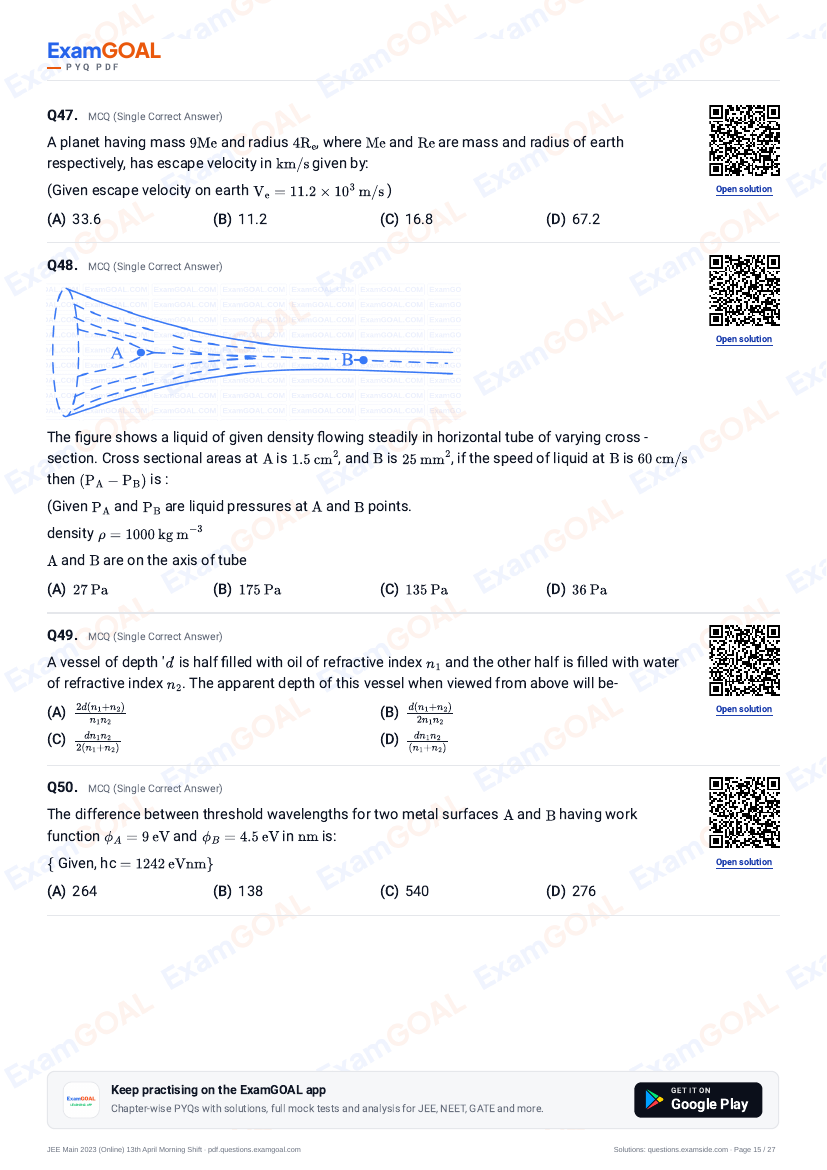 ExamGOAL
PYQ PDF
Q47. MCQ (Single Correct Answer)
A planet having mass 9Me and radius 4R_e, where Me and Re are mass and radius of earth
respectively, has escape velocity in km/s given by:
(Given escape velocity on earth V_e = 11.2 × 10^3 m/s )
(A) 33.6 (B) 11.2 (C) 16.8 (D) 67.2
Open solution
Q48. MCQ (Single Correct Answer)
A
B
Open solution
The figure shows a liquid of given density flowing steadily in horizontal tube of varying cross -
section. Cross sectional areas at A is 1.5 cm², and B is 25 mm², if the speed of liquid at B is 60 cm/s
then (P_A − P_B) is :
(Given P_A and P_B are liquid pressures at A and B points.
density ρ = 1000 kg m⁻³
A and B are on the axis of tube
(A) 27 Pa (B) 175 Pa (C) 135 Pa (D) 36 Pa
Q49. MCQ (Single Correct Answer)
A vessel of depth 'd' is half filled with oil of refractive index n₁ and the other half is filled with water
of refractive index n₂. The apparent depth of this vessel when viewed from above will be-
(A) 2d(n₁+n₂)/n₁n₂ (B) d(n₁+n₂)/2n₁n₂
(C) dn₁n₂/2(n₁+n₂) (D) dn₁n₂/(n₁+n₂)
Open solution
Q50. MCQ (Single Correct Answer)
The difference between threshold wavelengths for two metal surfaces A and B having work
function ϕ_A = 9 eV and ϕ_B = 4.5 eV in nm is:
{ Given, hc = 1242 eVnm}
(A) 264 (B) 138 (C) 540 (D) 276
Open solution
Keep practising on the ExamGOAL app
Chapter-wise PYQs with solutions, full mock tests and analysis for JEE, NEET, GATE and more.
GET IT ON
Google Play
JEE Main 2023 (Online) 13th April Morning Shift · pdf.questions.examgoal.com
Solutions: questions.examside.com · Page 15 / 27